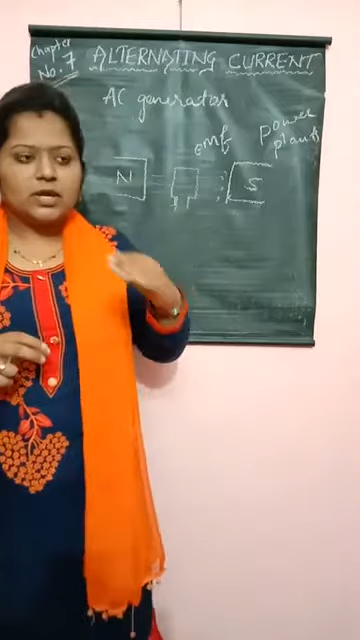 Chapter
No. 7
ALTERNATING CURRENT
AC generator
emf
power
plants
N
S